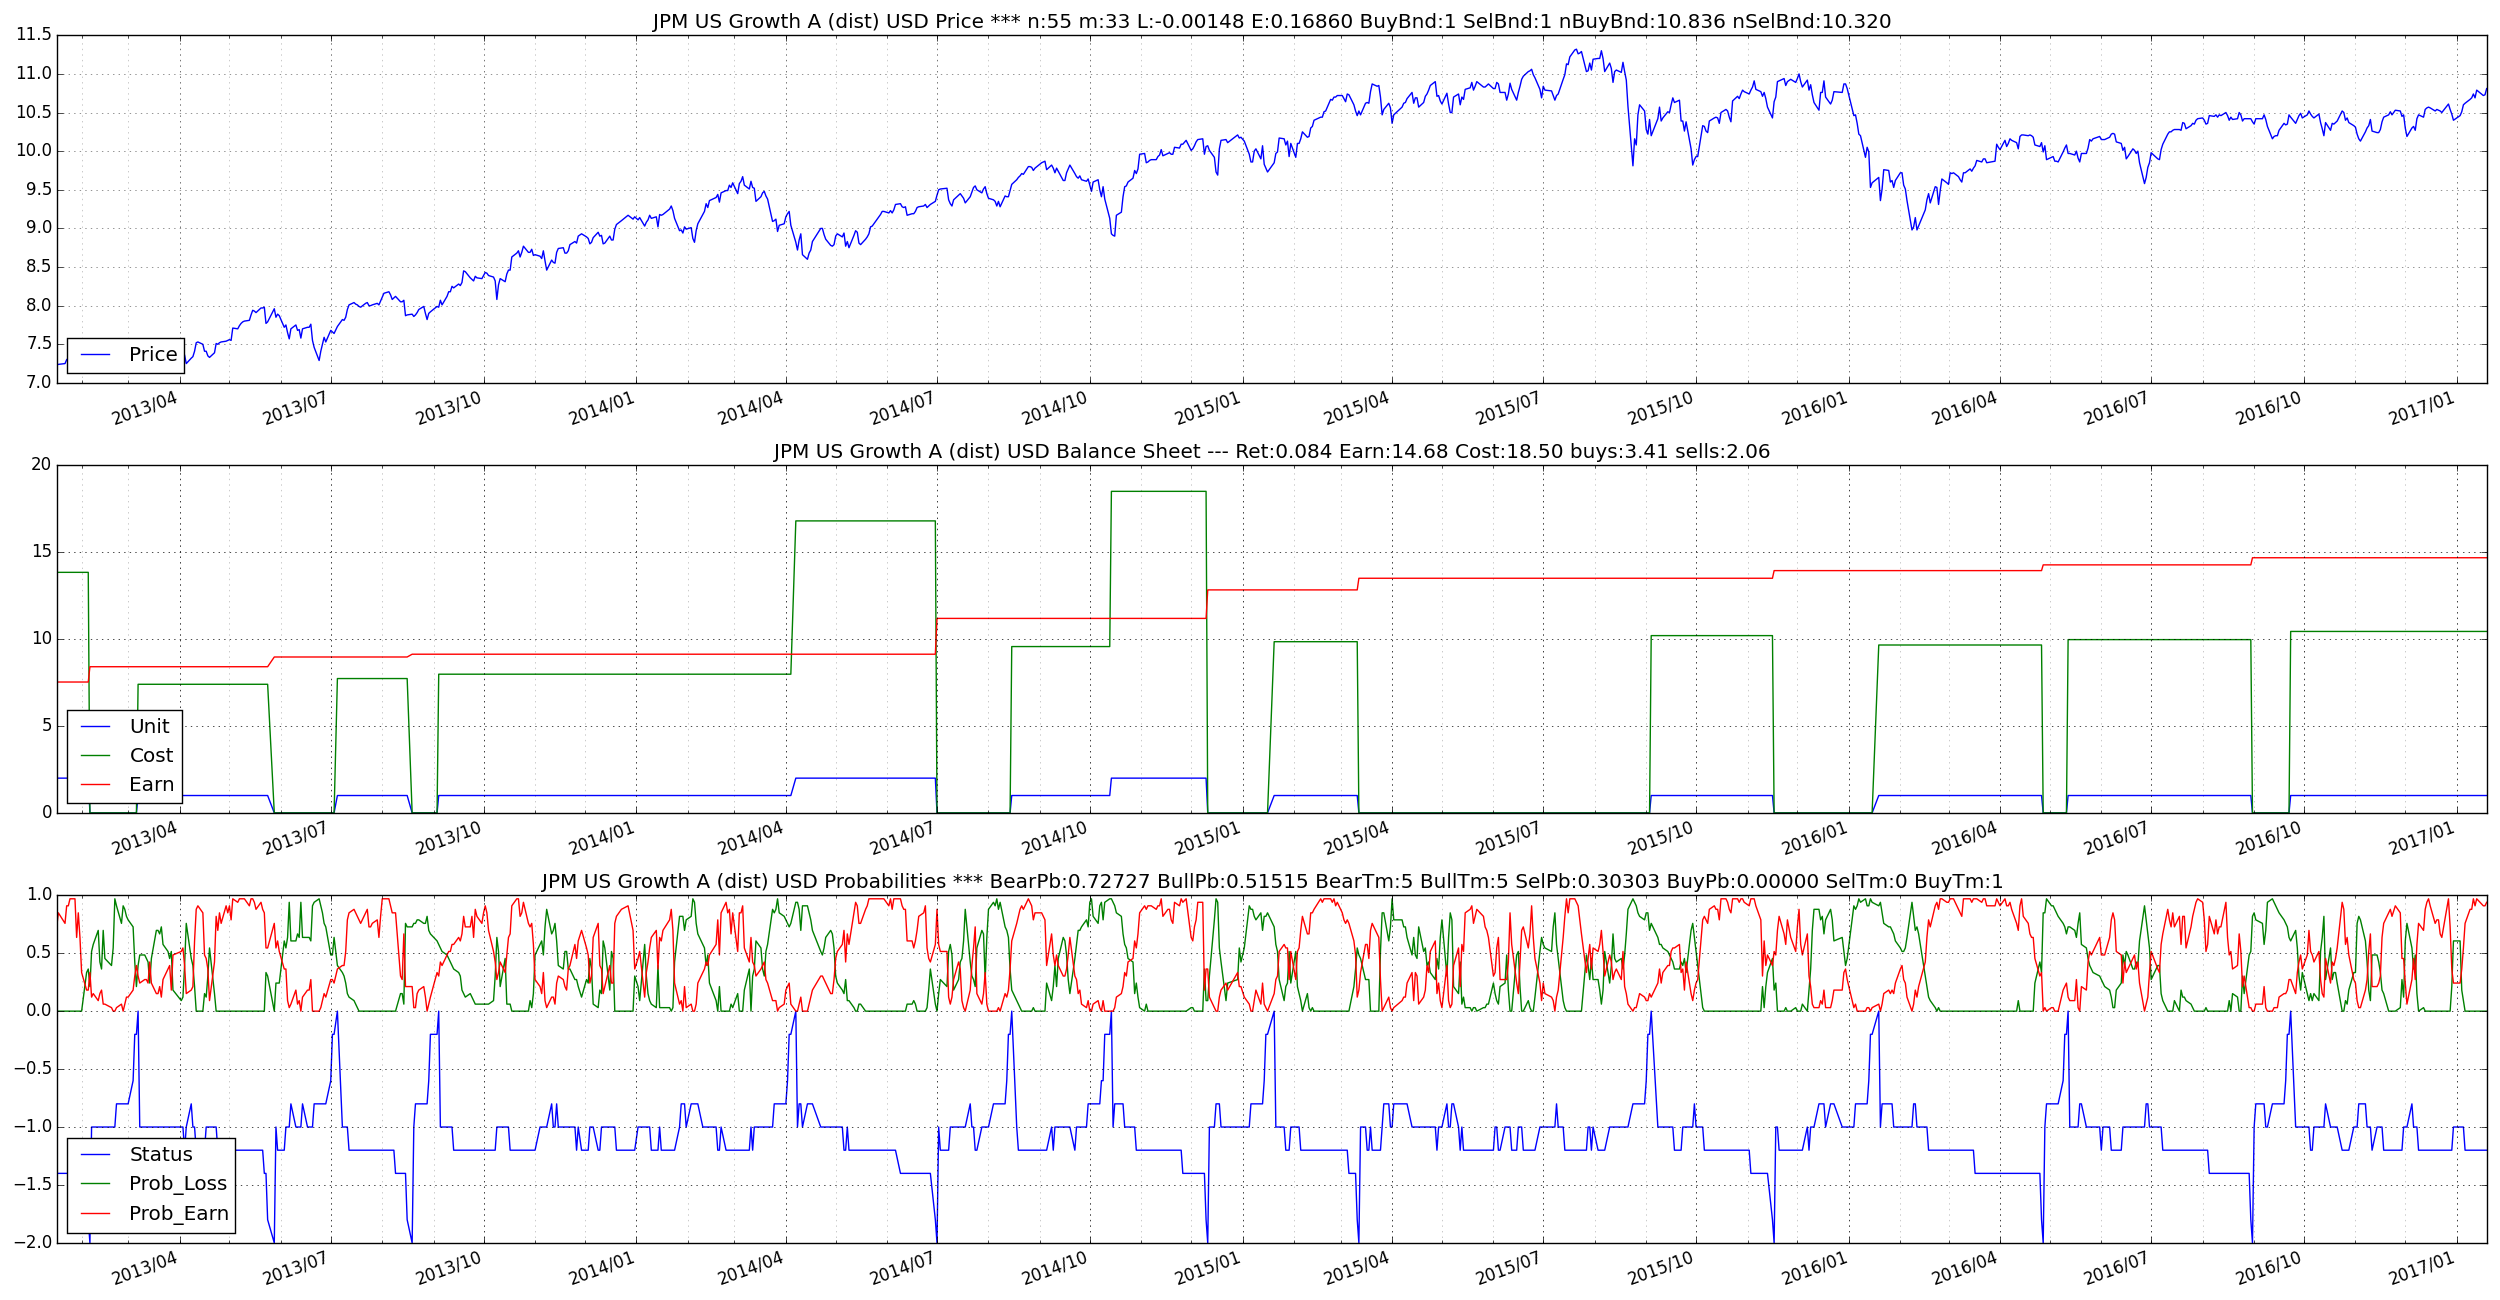 JPM US Growth A (dist) USD Price *** n:55 m:33 L:-0.00148 E:0.16860 BuyBnd:1 SelBnd:1 nBuyBnd:10.836 nSelBnd:10.320
11.5
11.0
10.5
10.0
9.5
9.0
8.5
8.0
7.5
7.0
Price
2013/04 2013/07 2013/10 2014/01 2014/04 2014/07 2014/10 2015/01 2015/04 2015/07 2015/10 2016/01 2016/04 2016/07 2016/10 2017/01
JPM US Growth A (dist) USD Balance Sheet --- Ret:0.084 Earn:14.68 Cost:18.50 buys:3.41 sells:2.06
20
15
10
5
0
Unit
Cost
Earn
2013/04 2013/07 2013/10 2014/01 2014/04 2014/07 2014/10 2015/01 2015/04 2015/07 2015/10 2016/01 2016/04 2016/07 2016/10 2017/01
JPM US Growth A (dist) USD Probabilities *** BearPb:0.72727 BullPb:0.51515 BearTm:5 BullTm:5 SelPb:0.30303 BuyPb:0.00000 SelTm:0 BuyTm:1
1.0
0.5
0.0
−0.5
−1.0
−1.5
−2.0
Status
Prob_Loss
Prob_Earn
2013/04 2013/07 2013/10 2014/01 2014/04 2014/07 2014/10 2015/01 2015/04 2015/07 2015/10 2016/01 2016/04 2016/07 2016/10 2017/01